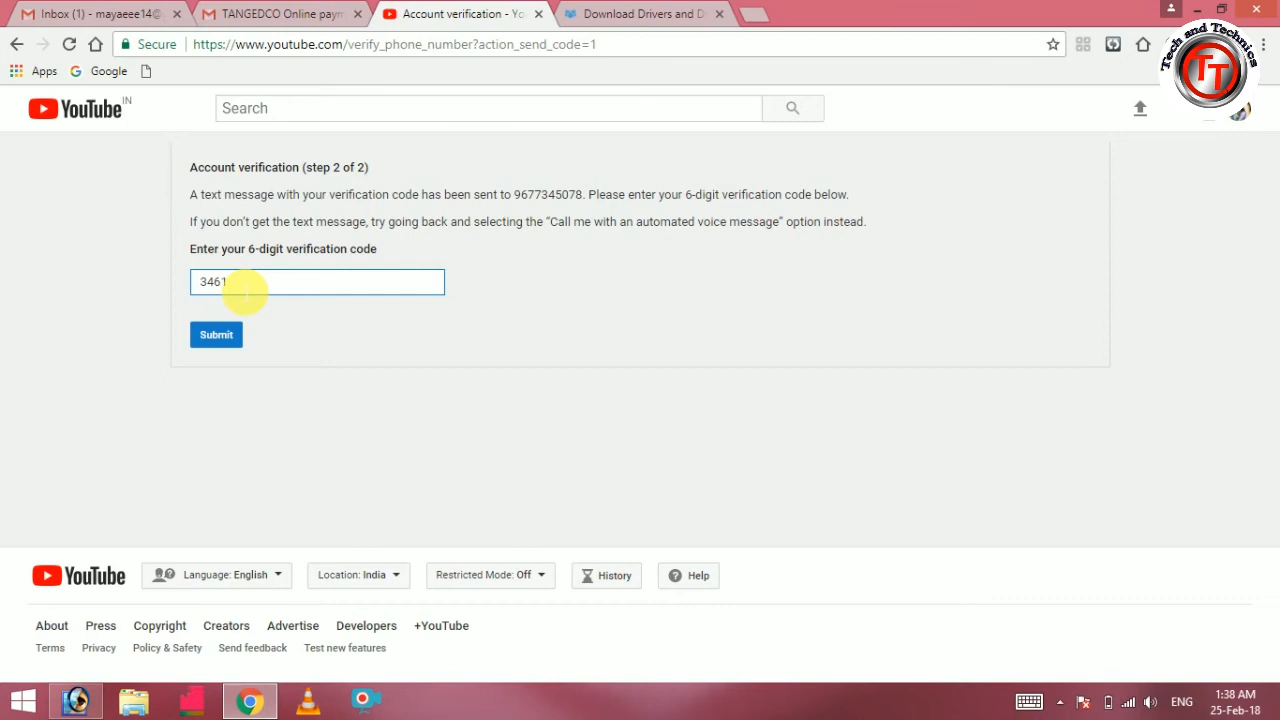 Inbox (1) - mayaeee14@
TANGEDCO Online paym
Account verification - Yo
Download Drivers and D
Secure
https://www.youtube.com/verify_phone_number?action_send_code=1
Tech and Technics
TT
Apps
Google
YouTube IN
Search
Account verification (step 2 of 2)
A text message with your verification code has been sent to 9677345078. Please enter your 6-digit verification code below.
If you don't get the text message, try going back and selecting the “Call me with an automated voice message” option instead.
Enter your 6-digit verification code
3461
Submit
YouTube
Language: English
Location: India
Restricted Mode: Off
History
Help
About Press Copyright Creators Advertise Developers +YouTube
Terms Privacy Policy & Safety Send feedback Test new features
ENG
1:38 AM
25-Feb-18